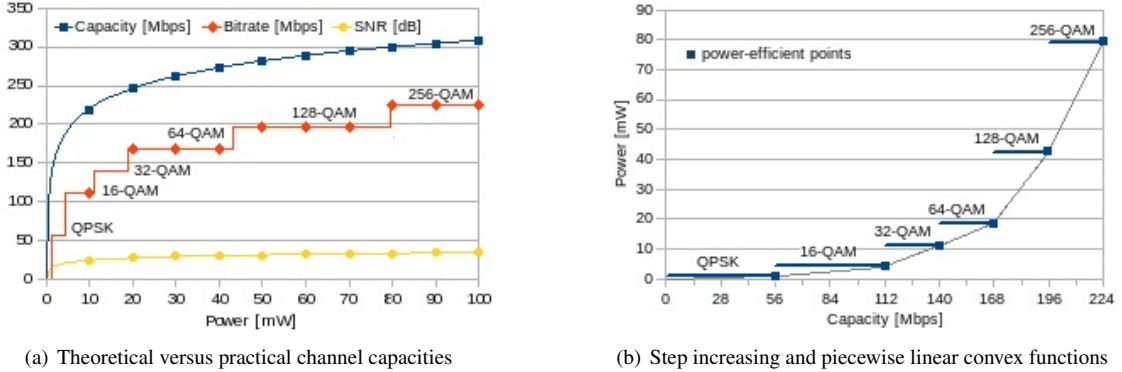 350
300
250
200
150
100
50
0
Capacity [Mbps]
Bitrate [Mbps]
SNR [dB]
256-QAM
128-QAM
64-QAM
32-QAM
16-QAM
QPSK
0 10 20 30 40 50 60 70 80 90 100
Power [mW]
(a) Theoretical versus practical channel capacities
90
80
70
60
50
40
30
20
10
0
Power [mW]
power-efficient points
256-QAM
128-QAM
64-QAM
32-QAM
16-QAM
QPSK
0 28 56 84 112 140 168 196 224
Capacity [Mbps]
(b) Step increasing and piecewise linear convex functions